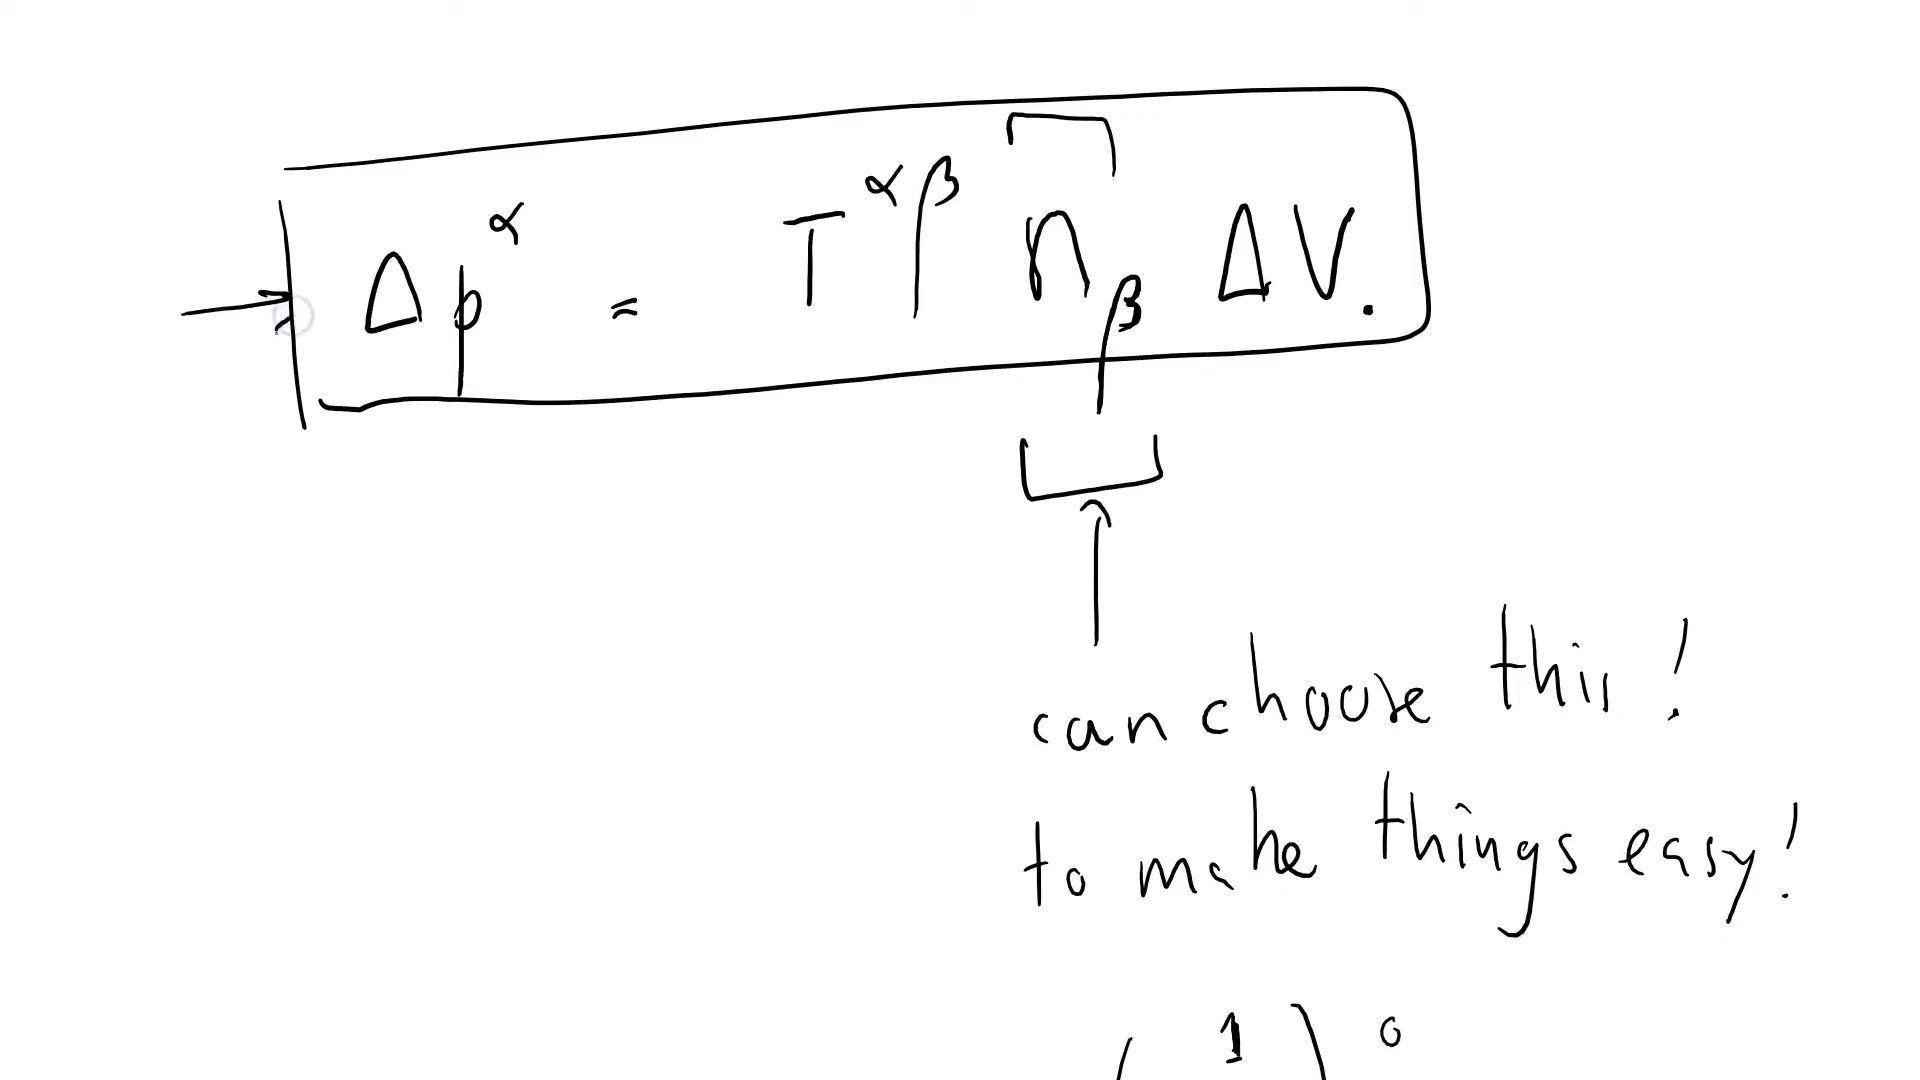 Δp^α = T^αβ n_β ΔV.
can choose this!
to make things easy!
( 1 ) 0